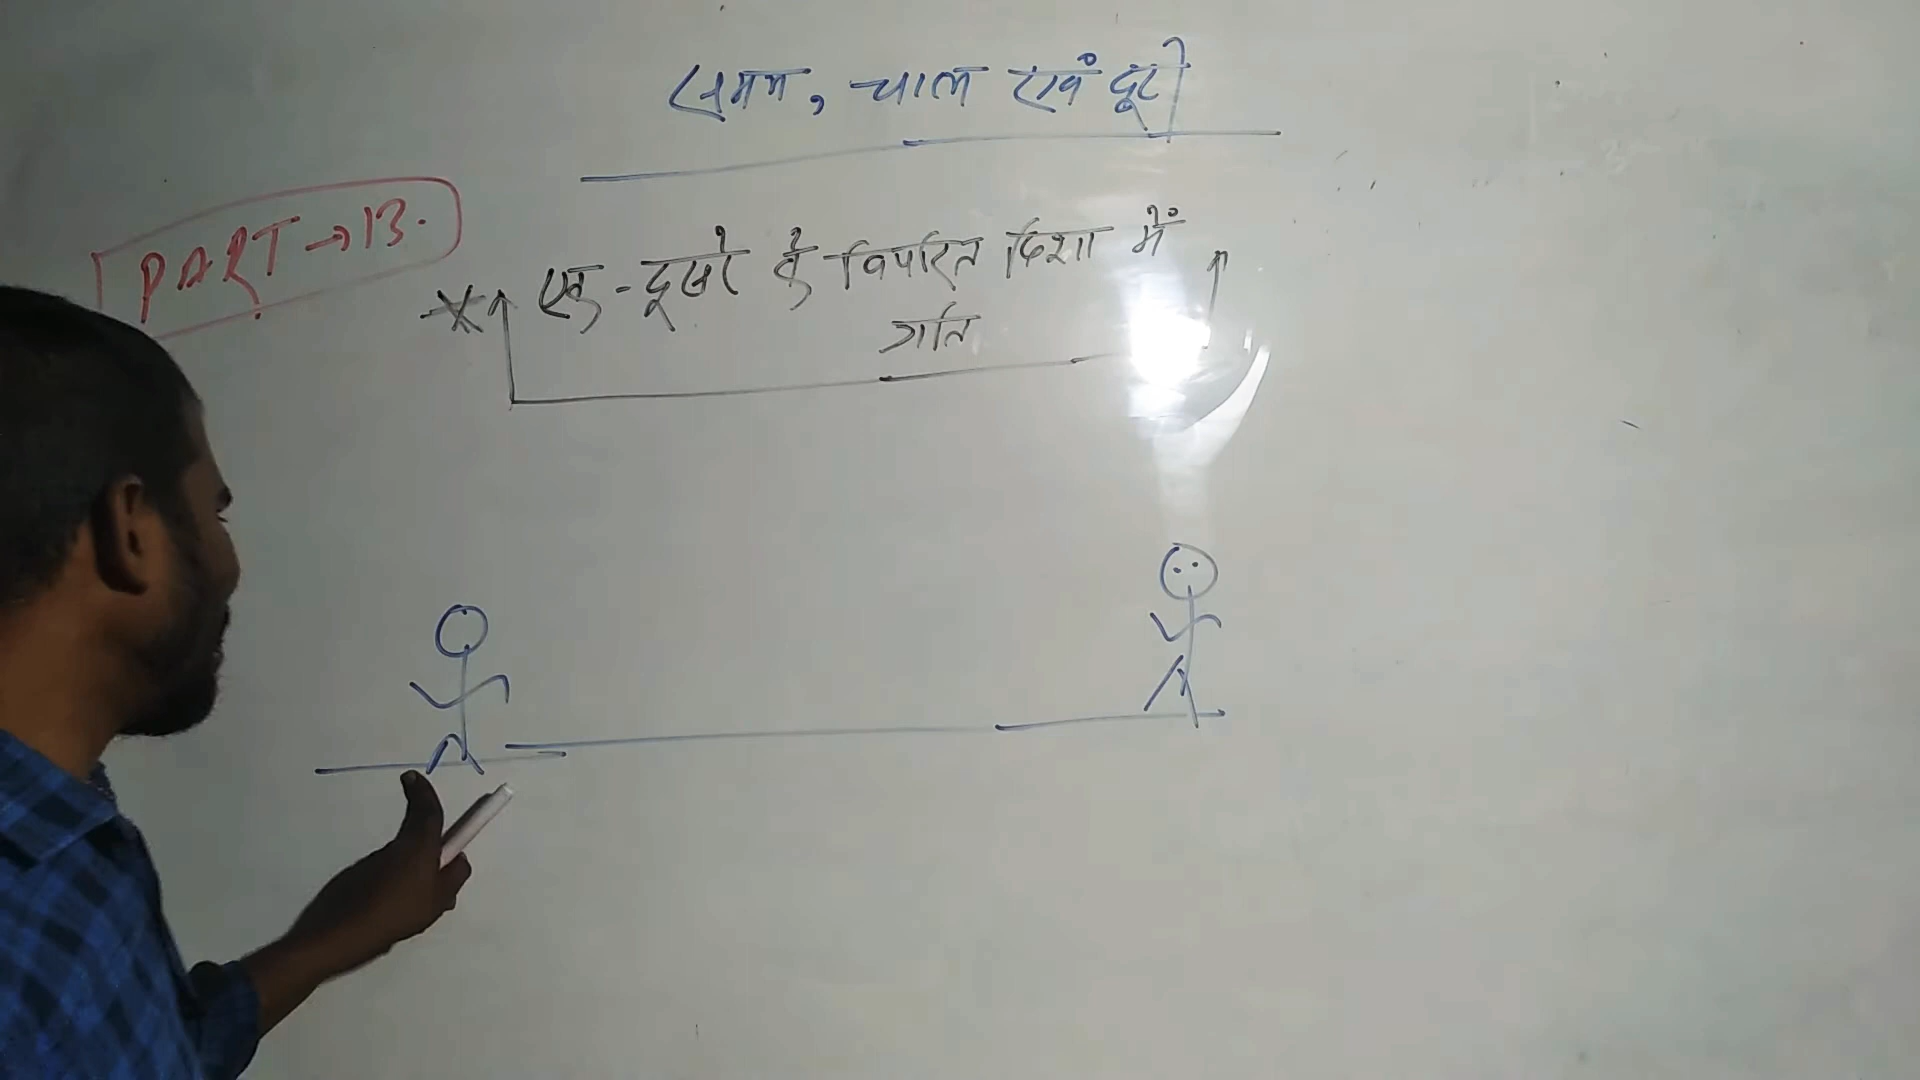 समय, चाल एवं दूरी
PART → 13.
* एक - दूसरे के विपरित दिशा में
गति